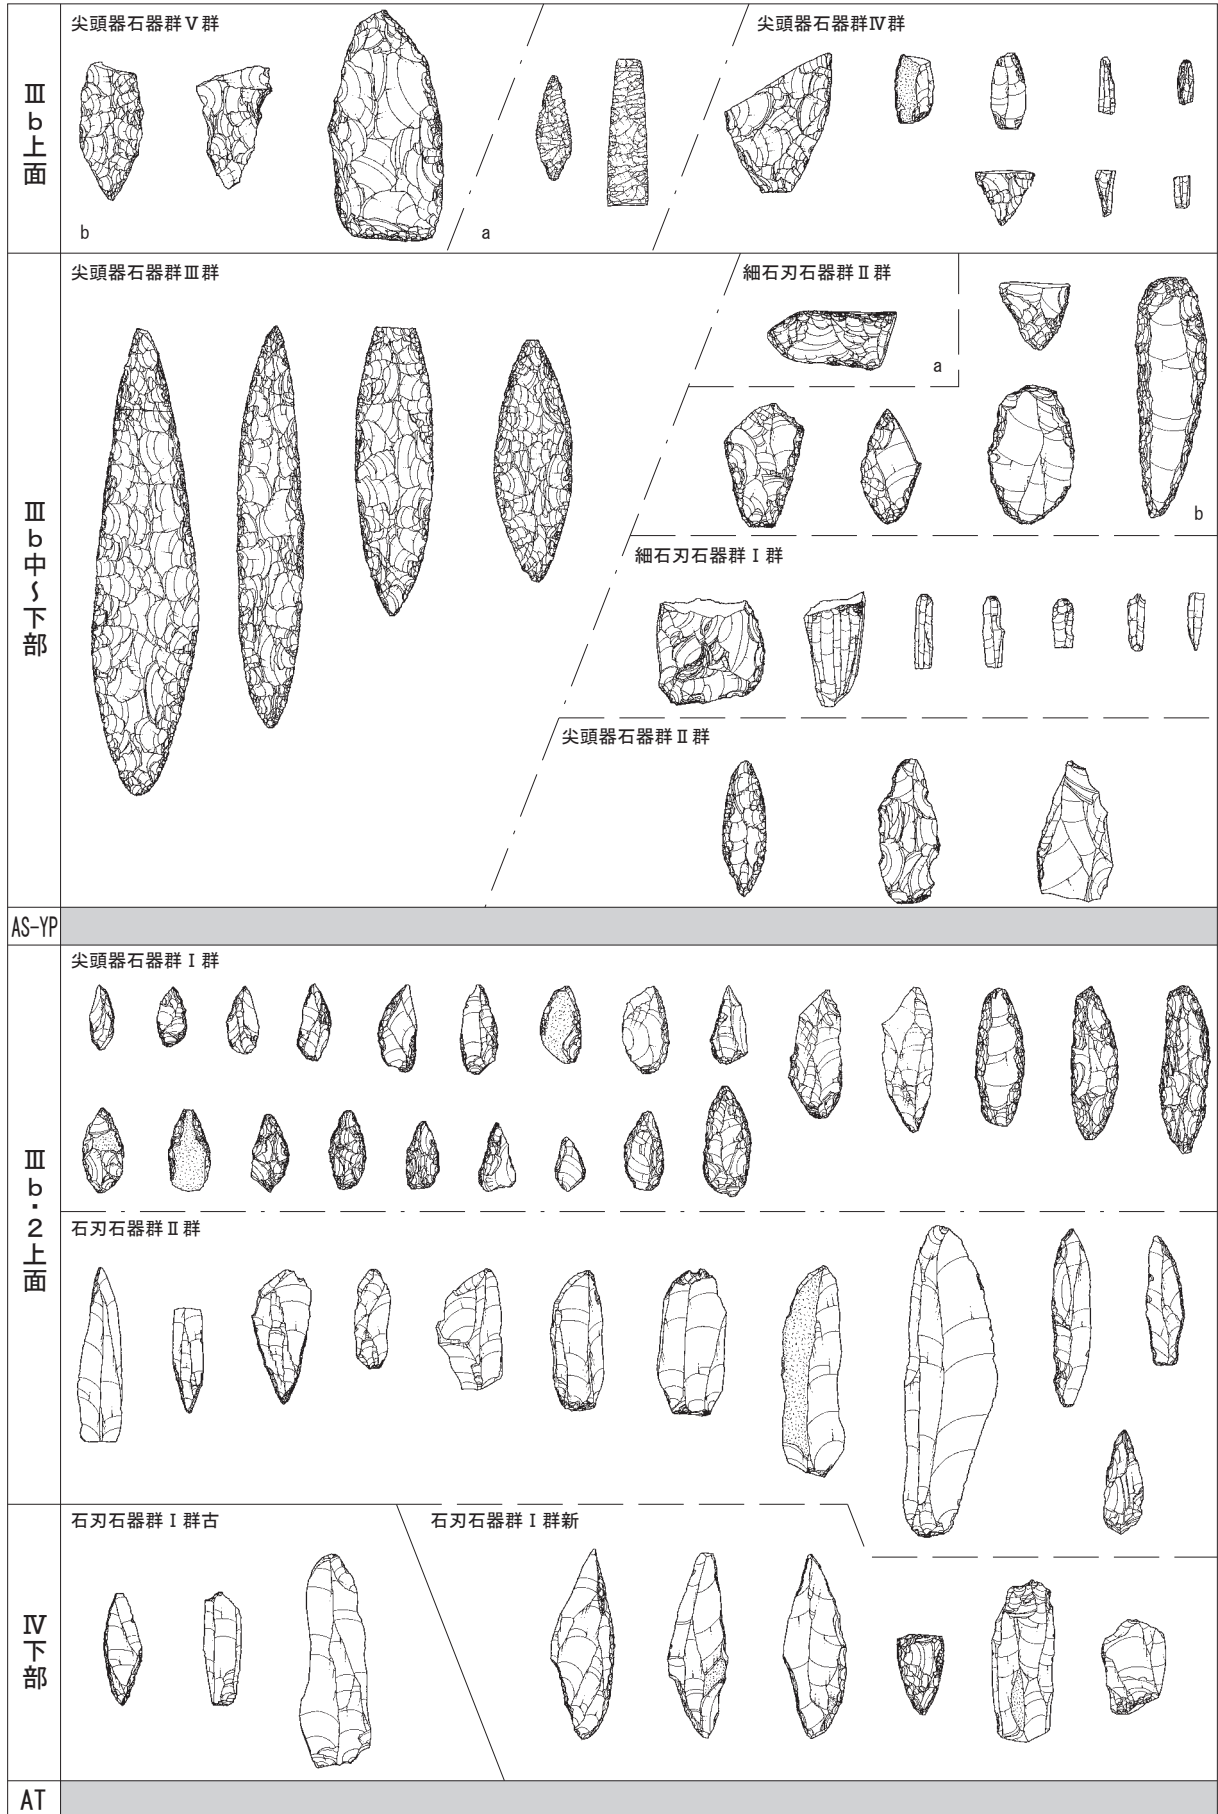 Ⅲb上面
尖頭器石器群Ⅴ群
b
a
尖頭器石器群Ⅳ群
Ⅲb中～下部
尖頭器石器群Ⅲ群
細石刃石器群Ⅱ群
a
b
細石刃石器群Ⅰ群
尖頭器石器群Ⅱ群
AS-YP
Ⅲb・2上面
尖頭器石器群Ⅰ群
石刃石器群Ⅱ群
Ⅳ下部
石刃石器群Ⅰ群古
石刃石器群Ⅰ群新
AT